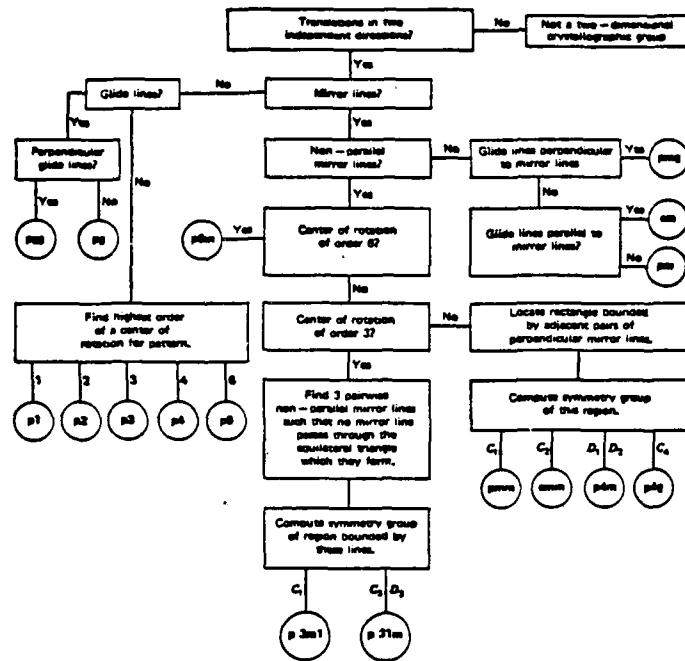 Translations in two
independent directions?
No
Not a two-dimensional
crystallographic group
Yes
Glide lines?
No
Mirror lines?
Yes
Yes
Perpendicular
glide lines?
Non-parallel
mirror lines?
No
Glide lines perpendicular
to mirror lines
Yes
pmg
No
Yes
No
Yes
No
pgg
pg
p6m
Yes
Center of rotation
of order 6?
Glide lines parallel to
mirror lines?
Yes
cm
No
pm
No
Find highest order
of a center of
rotation for pattern.
Center of rotation
of order 3?
No
Locate rectangle bounded
by adjacent pairs of
perpendicular mirror lines.
1
2
3
4
6
Yes
p1
p2
p3
p4
p6
Find 3 pairwise
non-parallel mirror lines
such that no mirror line
passes through the
equilateral triangle
which they form.
Compute symmetry group
of this region.
C1
C2
D1 D2
C4
pmm
cmm
p4m
p4g
Compute symmetry group
of region bounded by
these lines.
C1
C3 D3
p 3m1
p 31m